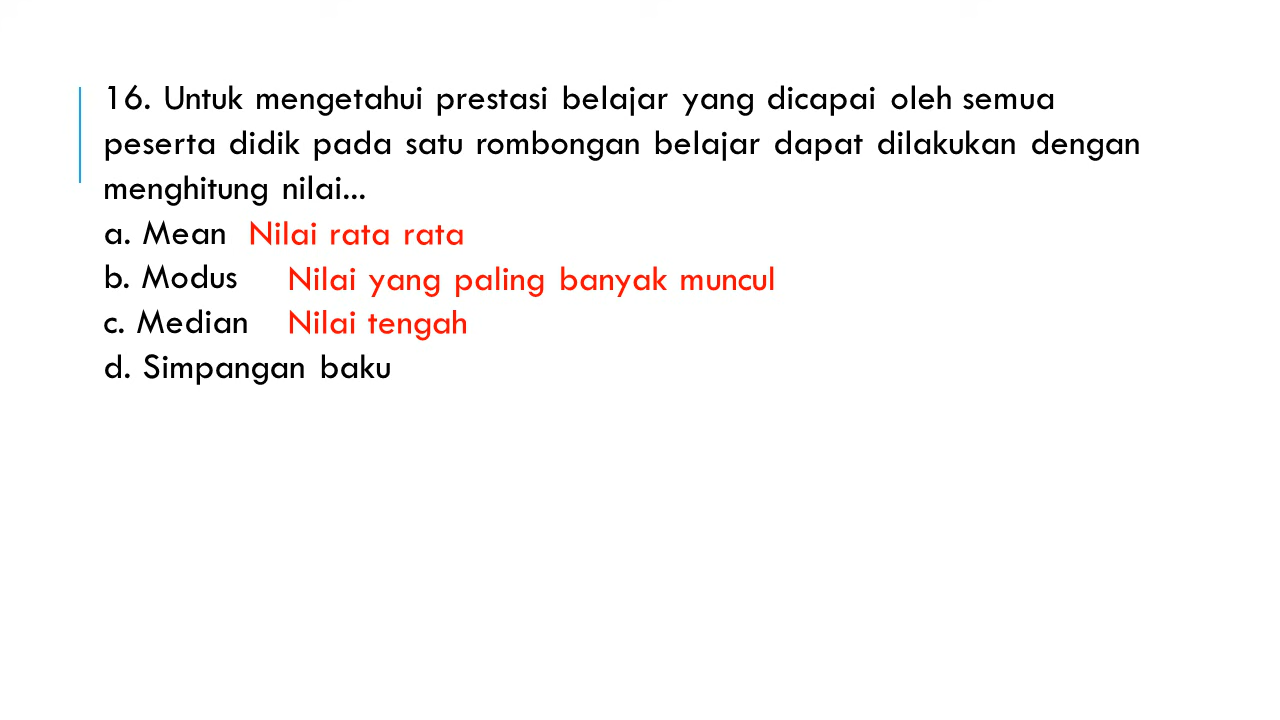 16. Untuk mengetahui prestasi belajar yang dicapai oleh semua
peserta didik pada satu rombongan belajar dapat dilakukan dengan
menghitung nilai...
a. Mean Nilai rata rata
b. Modus Nilai yang paling banyak muncul
c. Median Nilai tengah
d. Simpangan baku